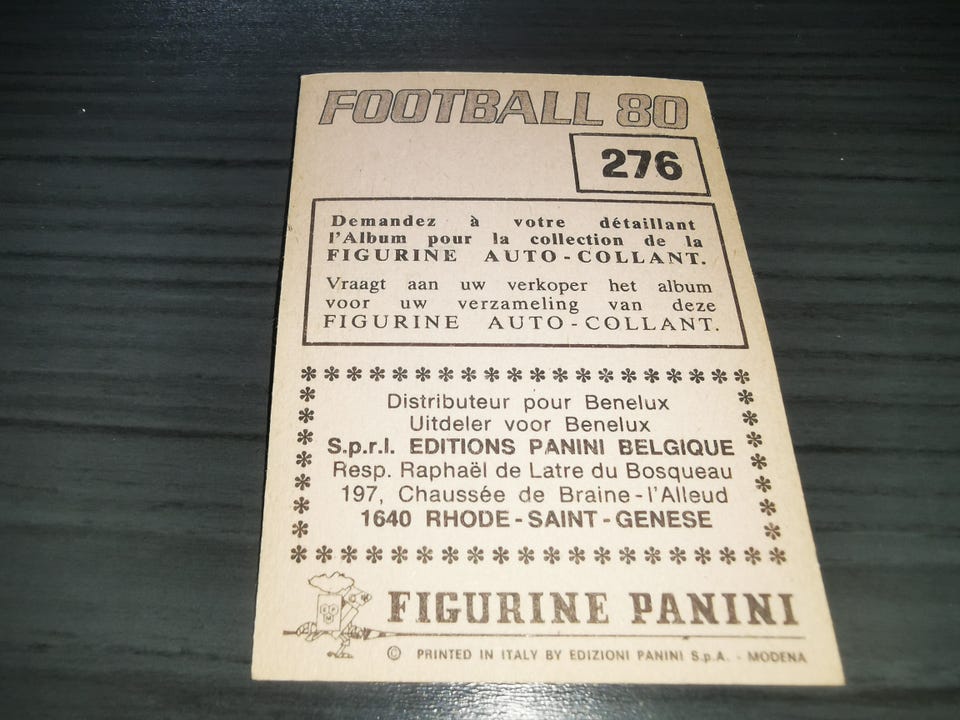 FOOTBALL 80
276
Demandez à votre détaillant
l'Album pour la collection de la
FIGURINE AUTO-COLLANT.
Vraagt aan uw verkoper het album
voor uw verzameling van deze
FIGURINE AUTO-COLLANT.
Distributeur pour Benelux
Uitdeler voor Benelux
S.p.r.l. EDITIONS PANINI BELGIQUE
Resp. Raphaël de Latre du Bosqueau
197, Chaussée de Braine-l'Alleud
1640 RHODE-SAINT-GENESE
FIGURINE PANINI
© PRINTED IN ITALY BY EDIZIONI PANINI S.p.A. - MODENA